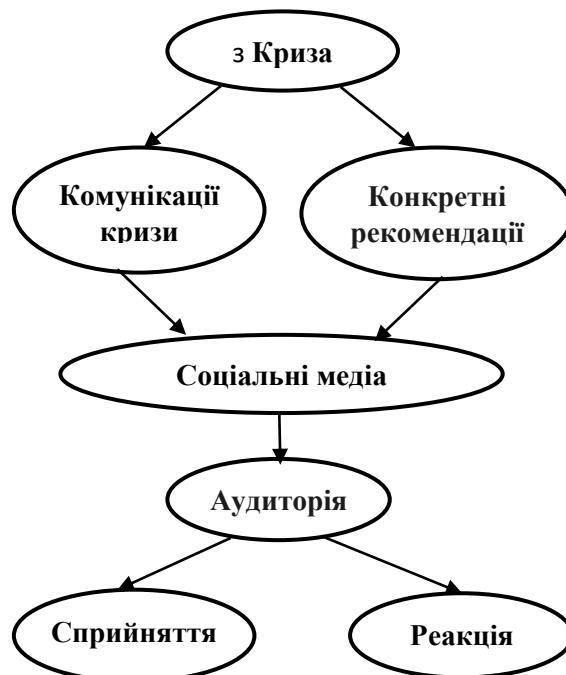 з Криза
Комунікації
кризи
Конкретні
рекомендації
Соціальні медіа
Аудиторія
Сприйняття
Реакція